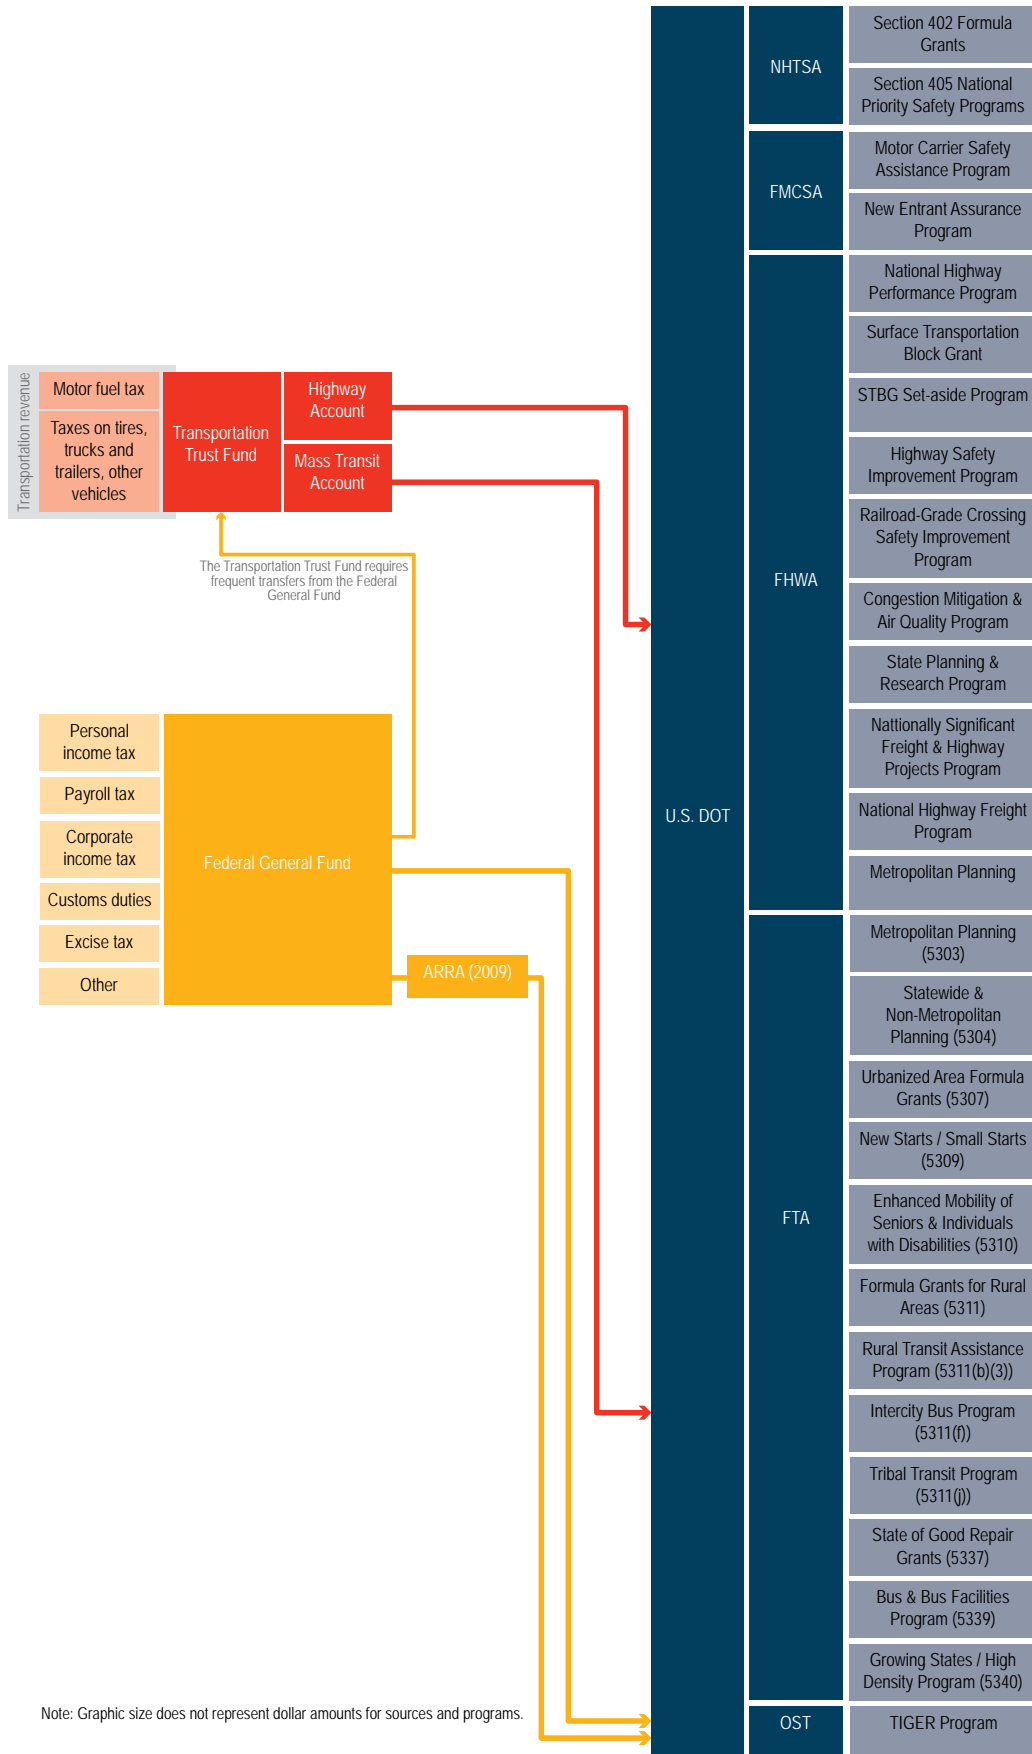 Transportation revenue
Motor fuel tax
Taxes on tires,
trucks and
trailers, other
vehicles
Transportation
Trust Fund
Highway
Account
Mass Transit
Account
The Transportation Trust Fund requires
frequent transfers from the Federal
General Fund
Personal
income tax
Payroll tax
Corporate
income tax
Customs duties
Excise tax
Other
Federal General Fund
ARRA (2009)
U.S. DOT
NHTSA
Section 402 Formula
Grants
Section 405 National
Priority Safety Programs
FMCSA
Motor Carrier Safety
Assistance Program
New Entrant Assurance
Program
FHWA
National Highway
Performance Program
Surface Transportation
Block Grant
STBG Set-aside Program
Highway Safety
Improvement Program
Railroad-Grade Crossing
Safety Improvement
Program
Congestion Mitigation &
Air Quality Program
State Planning &
Research Program
Nattionally Significant
Freight & Highway
Projects Program
National Highway Freight
Program
Metropolitan Planning
FTA
Metropolitan Planning
(5303)
Statewide &
Non-Metropolitan
Planning (5304)
Urbanized Area Formula
Grants (5307)
New Starts / Small Starts
(5309)
Enhanced Mobility of
Seniors & Individuals
with Disabilities (5310)
Formula Grants for Rural
Areas (5311)
Rural Transit Assistance
Program (5311(b)(3))
Intercity Bus Program
(5311(f))
Tribal Transit Program
(5311(j))
State of Good Repair
Grants (5337)
Bus & Bus Facilities
Program (5339)
Growing States / High
Density Program (5340)
OST
TIGER Program
Note: Graphic size does not represent dollar amounts for sources and programs.